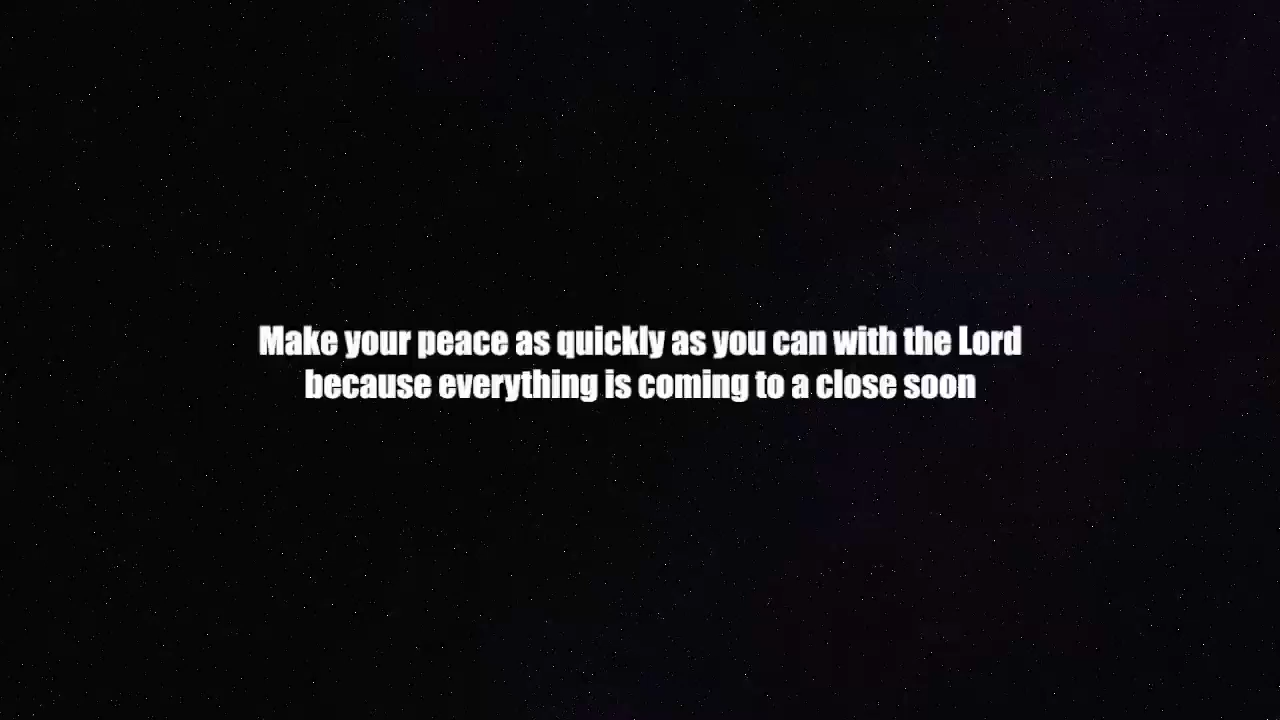 Make your peace as quickly as you can with the Lord
because everything is coming to a close soon